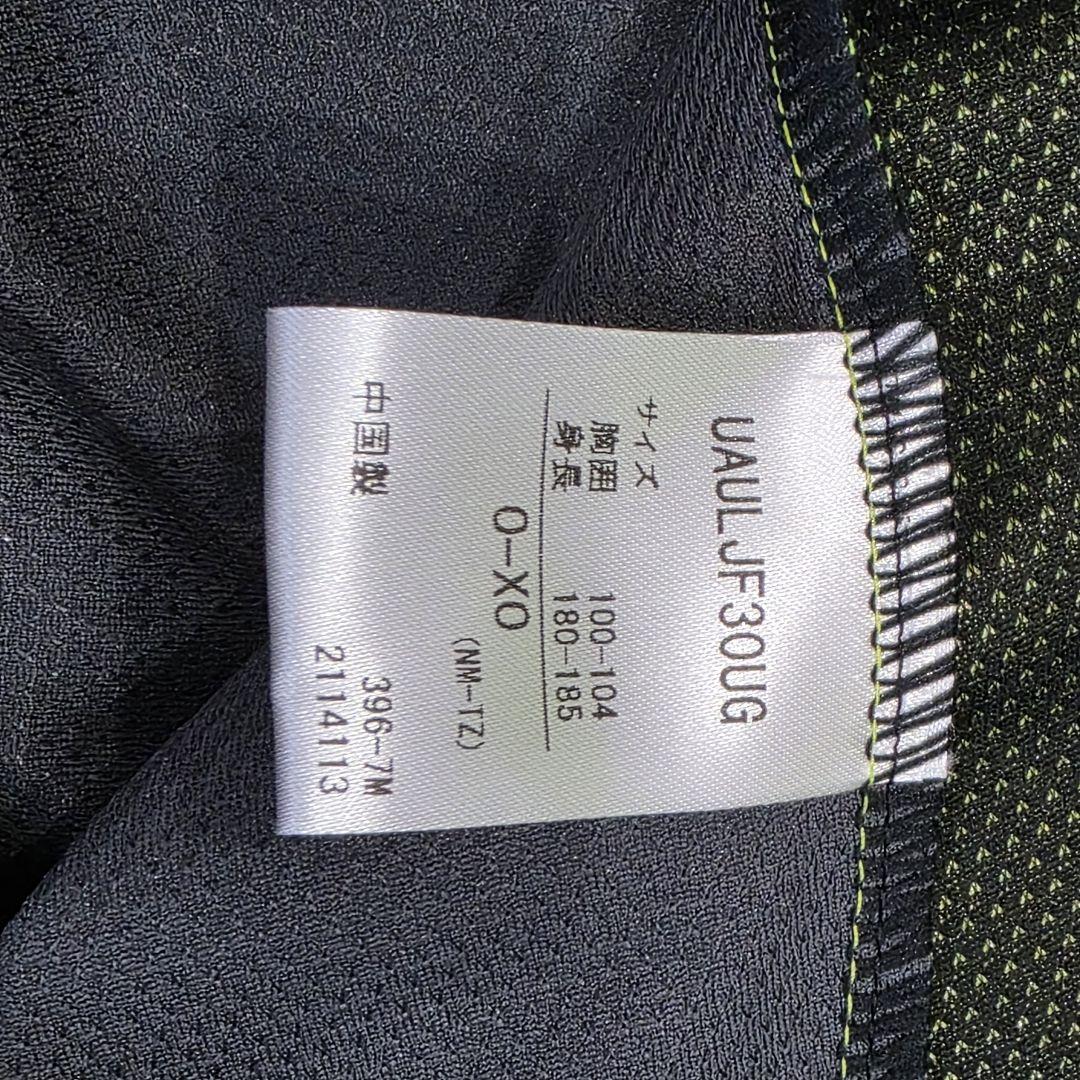 UAULJF30UG
サイズ
胸囲 100-104
身長 180-185
O-XO
(NM-TZ)
中国製 396-7M
2114113